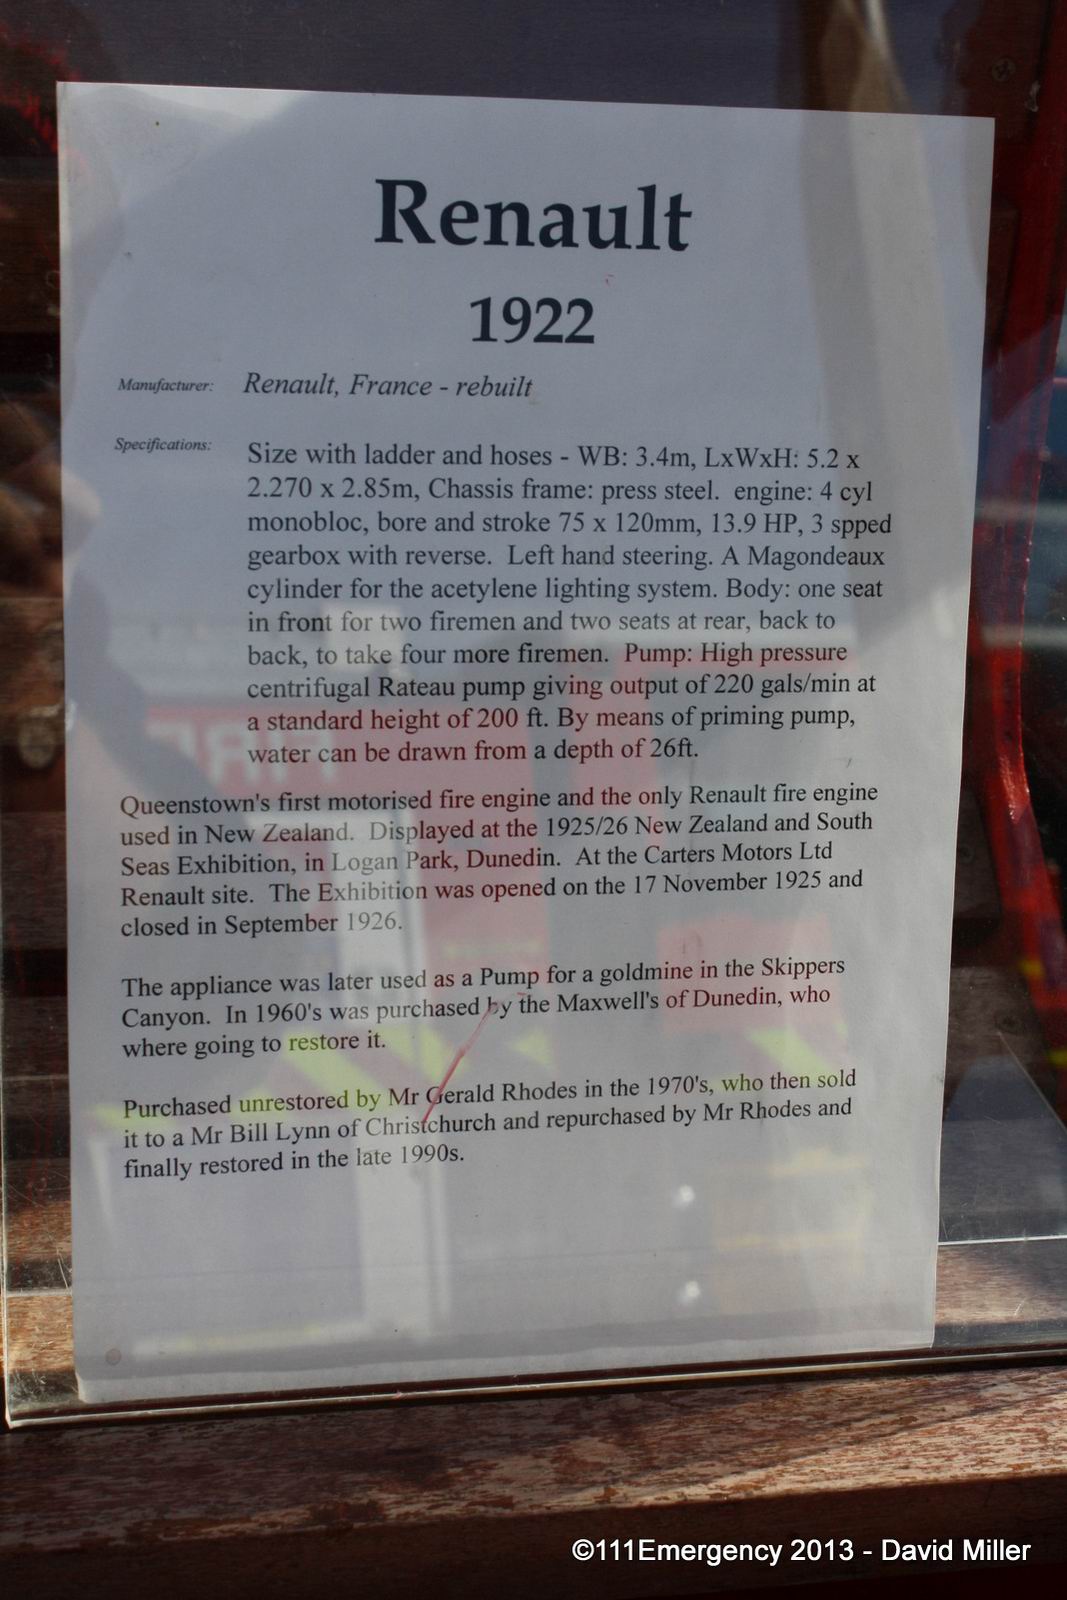 Renault
1922
Manufacturer: Renault, France - rebuilt
Specifications: Size with ladder and hoses - WB: 3.4m, LxWxH: 5.2 x
2.270 x 2.85m, Chassis frame: press steel. engine: 4 cyl
monobloc, bore and stroke 75 x 120mm, 13.9 HP, 3 spped
gearbox with reverse. Left hand steering. A Magondeaux
cylinder for the acetylene lighting system. Body: one seat
in front for two firemen and two seats at rear, back to
back, to take four more firemen. Pump: High pressure
centrifugal Rateau pump giving output of 220 gals/min at
a standard height of 200 ft. By means of priming pump,
water can be drawn from a depth of 26ft.
Queenstown's first motorised fire engine and the only Renault fire engine
used in New Zealand. Displayed at the 1925/26 New Zealand and South
Seas Exhibition, in Logan Park, Dunedin. At the Carters Motors Ltd
Renault site. The Exhibition was opened on the 17 November 1925 and
closed in September 1926.
The appliance was later used as a Pump for a goldmine in the Skippers
Canyon. In 1960's was purchased by the Maxwell's of Dunedin, who
where going to restore it.
Purchased unrestored by Mr Gerald Rhodes in the 1970's, who then sold
it to a Mr Bill Lynn of Christchurch and repurchased by Mr Rhodes and
finally restored in the late 1990s.
©111Emergency 2013 - David Miller